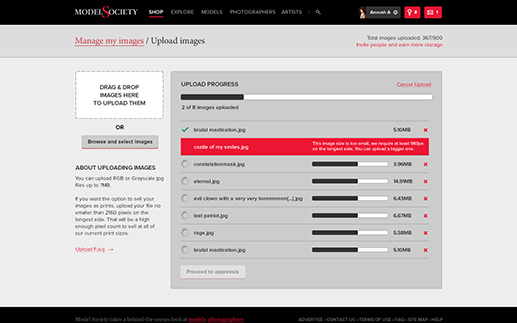 MODELSOCIETY SHOP EXPLORE MODELS PHOTOGRAPHERS ARTISTS Anoush A 8 1
Manage my images / Upload images
Total images uploaded: 367/500
Invite people and earn more storage
DRAG & DROP
IMAGES HERE
TO UPLOAD THEM
OR
Browse and select images
ABOUT UPLOADING IMAGES
You can upload RGB or Grayscale jpg
files up to 7MB.
If you want the option to sell your
images as prints, upload your file no
smaller than 2160 pixels on the
longest side. That will be a high
enough pixel count to sell at all of
our current print sizes.
Upload F.a.q →
UPLOAD PROGRESS
Cancel Upload
2 of 8 images uploaded
brutal mastication.jpg 5.10MB
castle of my smiles.jpg
This image size is too small, we require at least 960px
on the longest side. You can upload a bigger one.
constelationmask.jpg 3.96MB
eternal.jpg 14.91MB
evil clown with a very very lonnnnnnnn[...].jpg 6.43MB
last patriot.jpg 6.67MB
rage.jpg 5.58MB
brutal mastication.jpg 5.10MB
Proceed to approvals
Model Society takes a behind-the-scenes look at models, photographers
ADVERTISE CONTACT US TERMS OF USE FAQ SITE MAP HELP